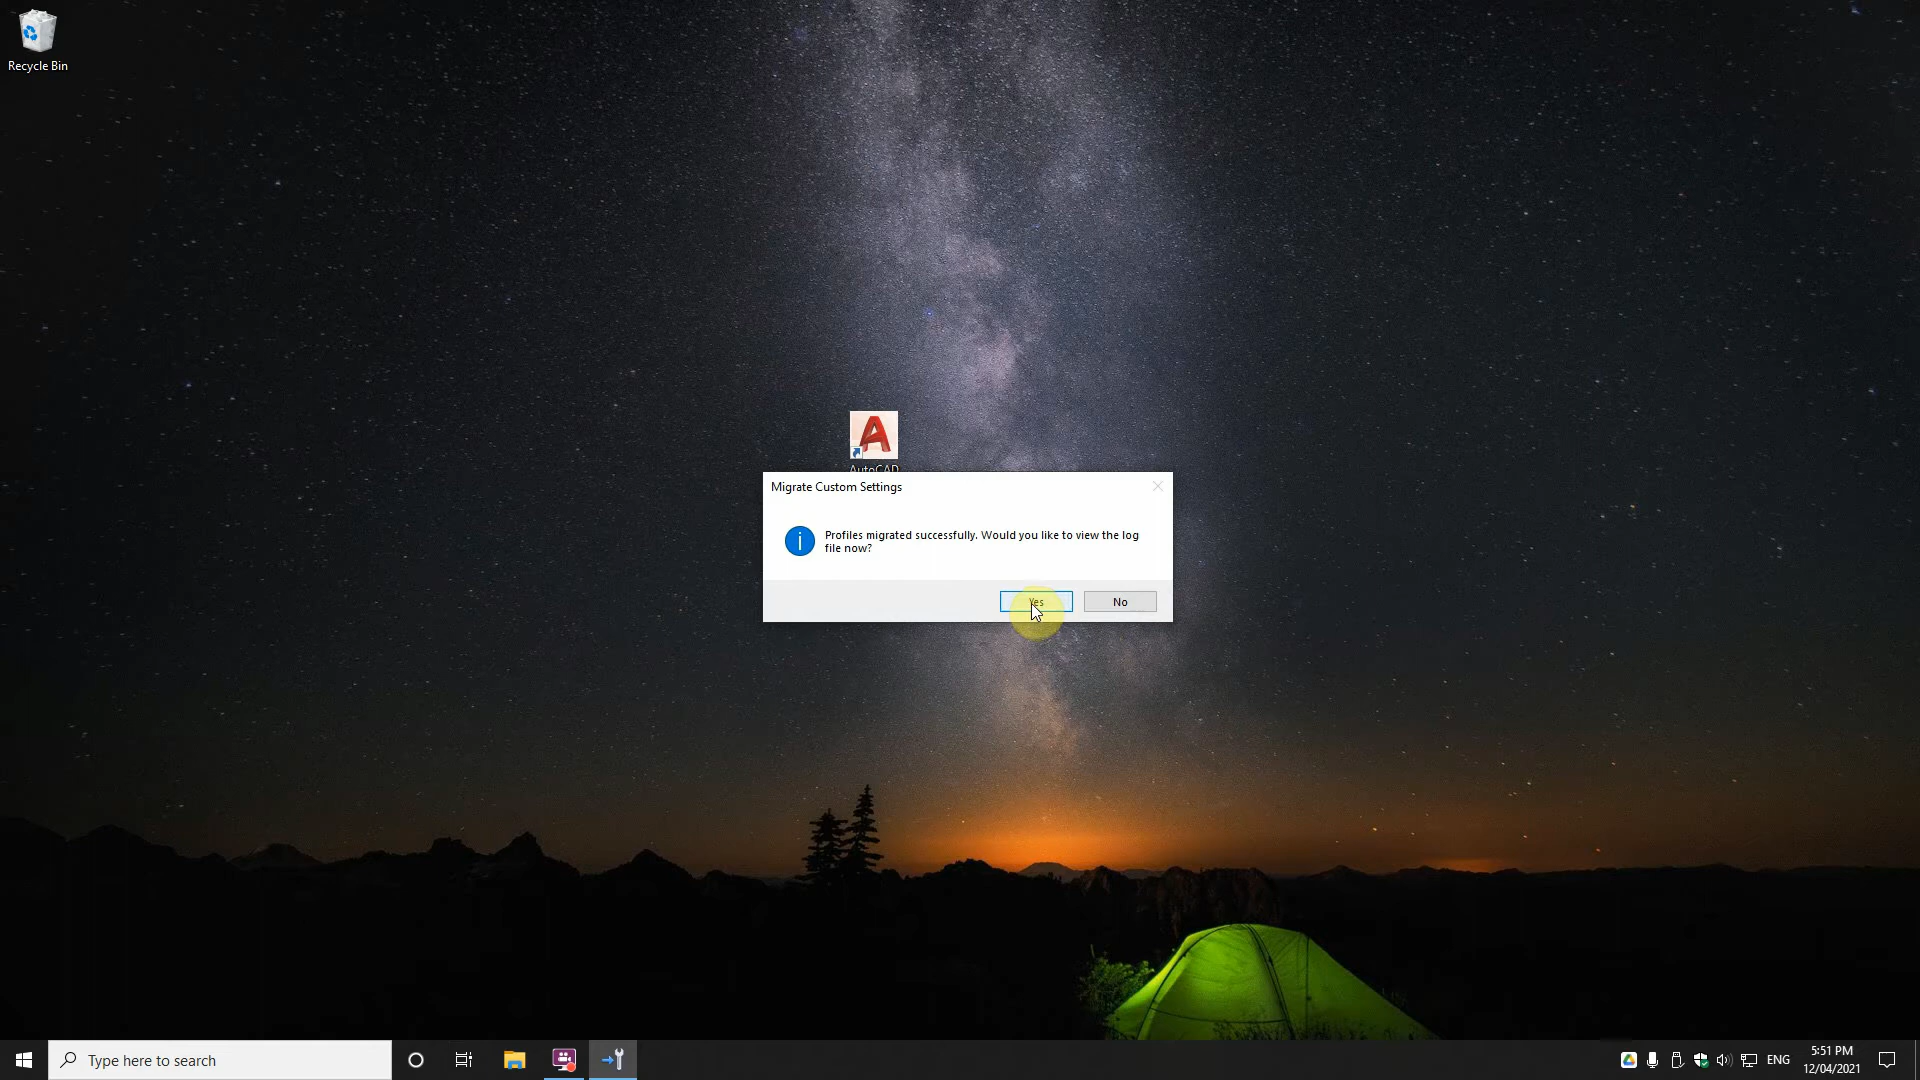 Recycle Bin
AutoCAD
Migrate Custom Settings
Profiles migrated successfully. Would you like to view the log
file now?
Yes
No
Type here to search
ENG
5:51 PM
12/04/2021